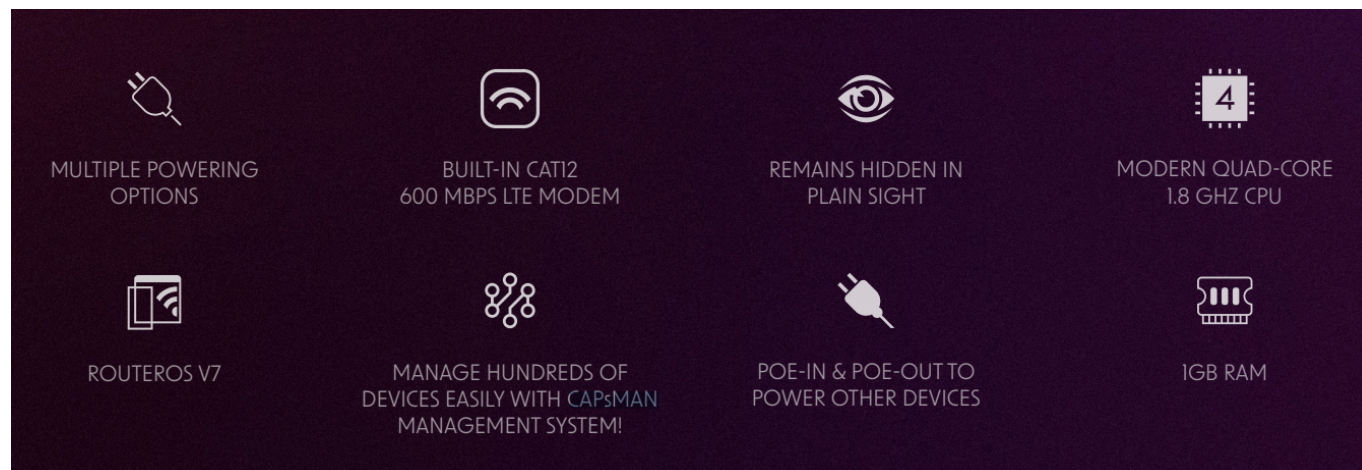 MULTIPLE POWERING
OPTIONS
BUILT-IN CAT12
600 MBPS LTE MODEM
REMAINS HIDDEN IN
PLAIN SIGHT
4
MODERN QUAD-CORE
1.8 GHZ CPU
ROUTEROS V7
MANAGE HUNDREDS OF
DEVICES EASILY WITH CAPsMAN
MANAGEMENT SYSTEM!
POE-IN & POE-OUT TO
POWER OTHER DEVICES
1GB RAM